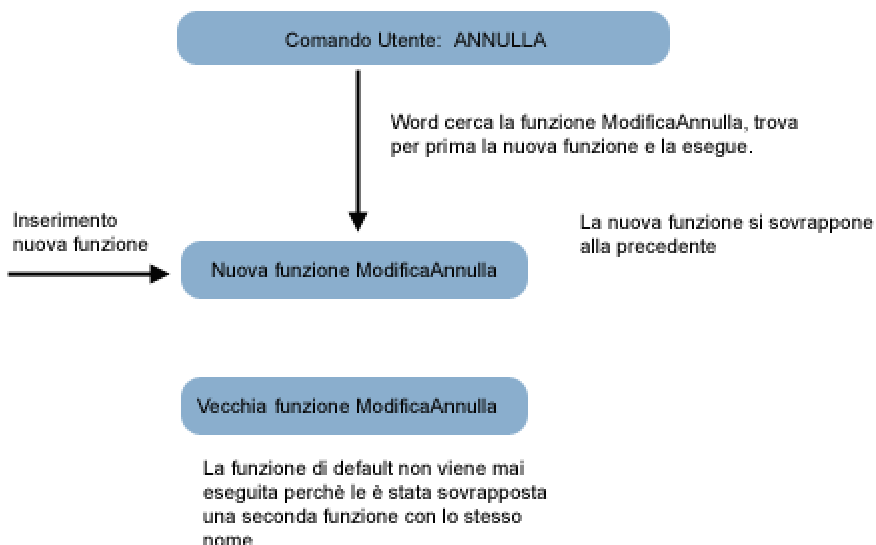 Comando Utente: ANNULLA
Word cerca la funzione ModificaAnnulla, trova
per prima la nuova funzione e la esegue.
Inserimento
nuova funzione
La nuova funzione si sovrappone
alla precedente
Nuova funzione ModificaAnnulla
Vecchia funzione ModificaAnnulla
La funzione di default non viene mai
eseguita perchè le è stata sovrapposta
una seconda funzione con lo stesso
nome